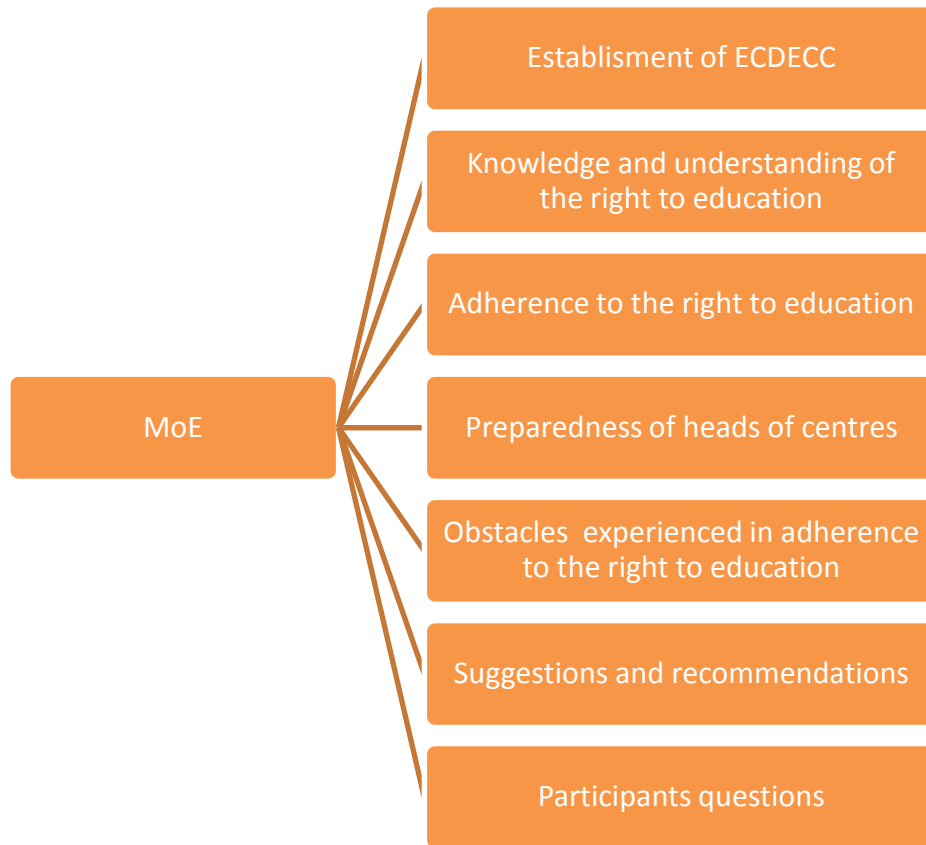 Establisment of ECDECC
Knowledge and understanding of
the right to education
Adherence to the right to education
MoE
Preparedness of heads of centres
Obstacles  experienced in adherence
to the right to education
Suggestions and recommendations
Participants questions